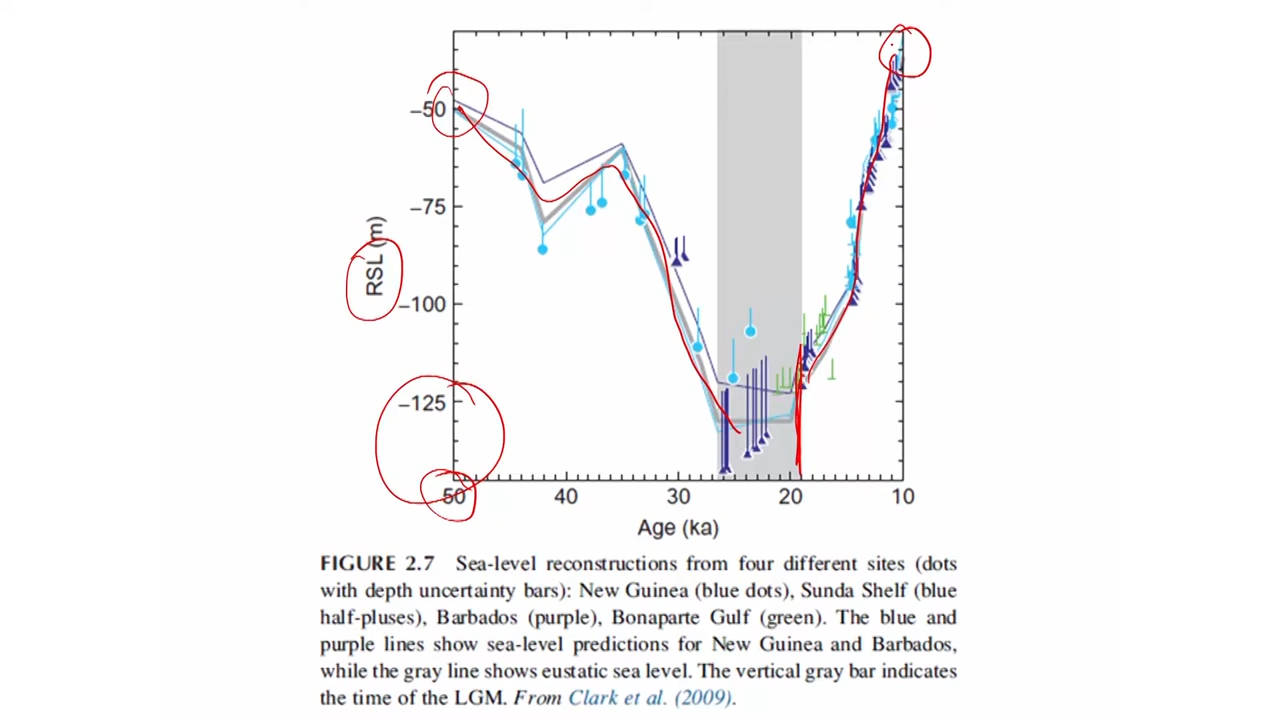 −50
−75
RSL (m)
−100
−125
50 40 30 20 10
Age (ka)
FIGURE 2.7 Sea-level reconstructions from four different sites (dots
with depth uncertainty bars): New Guinea (blue dots), Sunda Shelf (blue
half-pluses), Barbados (purple), Bonaparte Gulf (green). The blue and
purple lines show sea-level predictions for New Guinea and Barbados,
while the gray line shows eustatic sea level. The vertical gray bar indicates
the time of the LGM. From Clark et al. (2009).